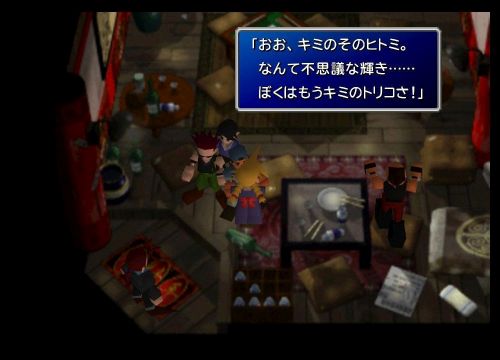 「おお、キミのそのヒトミ。
なんて不思議な輝き……
ぼくはもうキミのトリコさ！」